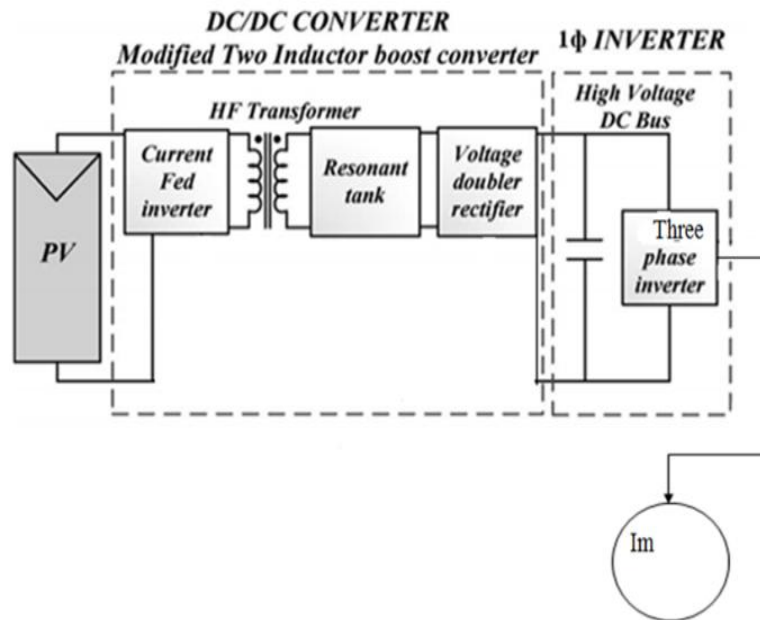 DC/DC CONVERTER
Modified Two Inductor boost converter
1ф INVERTER
HF Transformer
High Voltage
DC Bus
PV
Current
Fed
inverter
Resonant
tank
Voltage
doubler
rectifier
Three
phase
inverter
Im